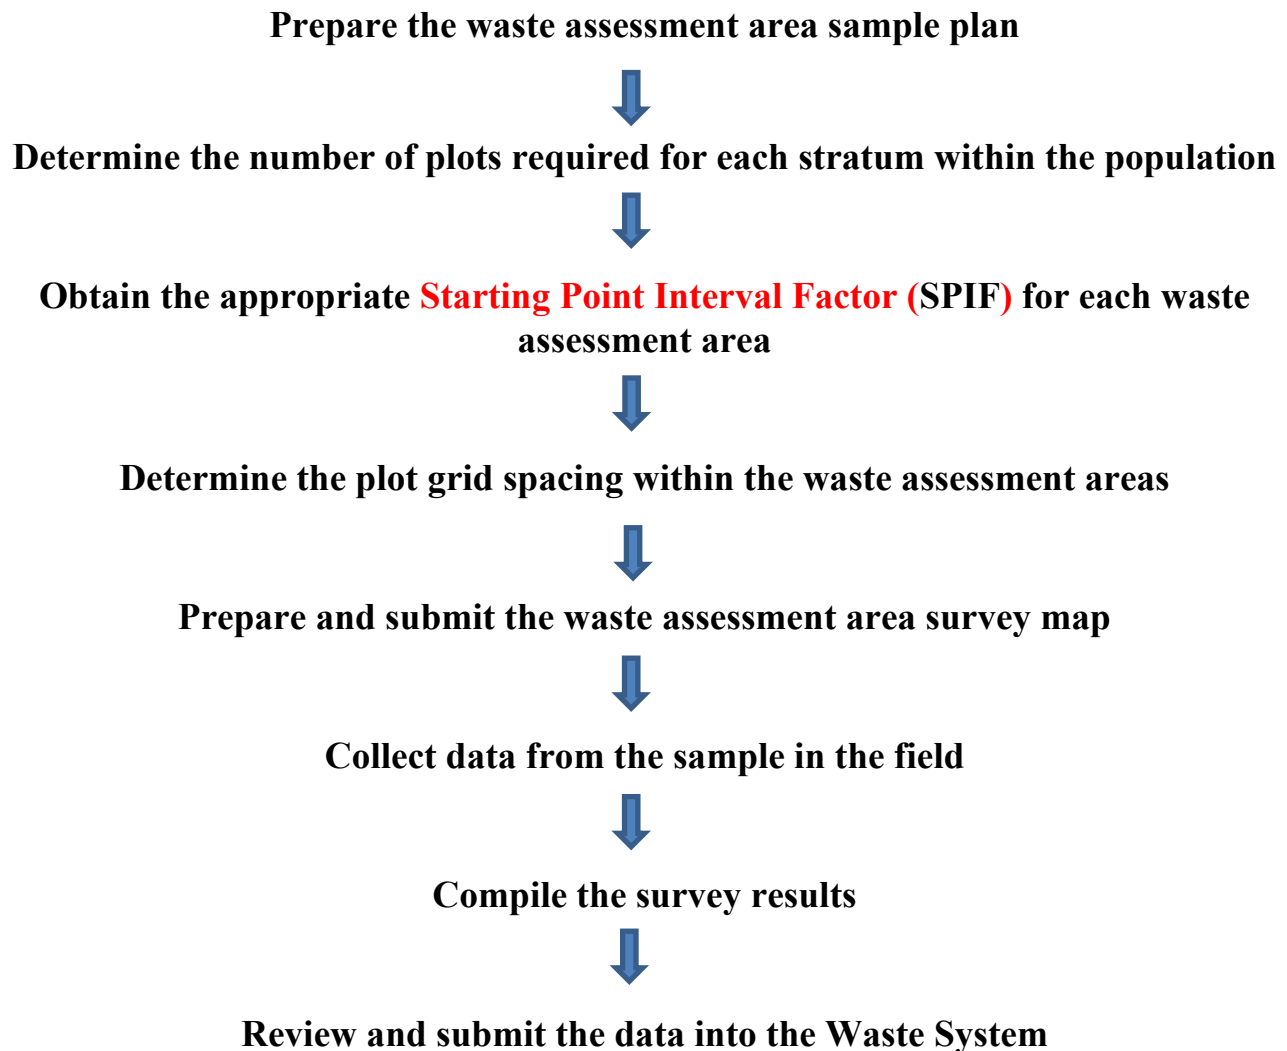 Prepare the waste assessment area sample plan
Determine the number of plots required for each stratum within the population
Obtain the appropriate Starting Point Interval Factor (SPIF) for each waste
assessment area
Determine the plot grid spacing within the waste assessment areas
Prepare and submit the waste assessment area survey map
Collect data from the sample in the field
Compile the survey results
Review and submit the data into the Waste System